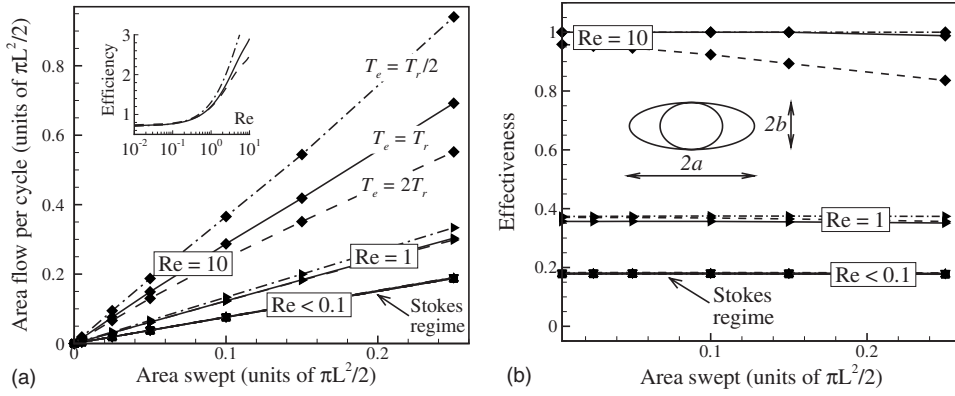 Area flow per cycle (units of πL²/2)
1
0.8
0.6
0.4
0.2
0
0
0.1
0.2
Area swept (units of πL²/2)
(a)
Efficiency
3
2
1
10⁻²
10⁻¹
10⁰
10¹
Re
Tₑ = Tᵣ/2
Tₑ = Tᵣ
Tₑ = 2Tᵣ
Re = 10
Re = 1
Re < 0.1
Stokes
regime
Effectiveness
1
0.8
0.6
0.4
0.2
0
0.1
0.2
Area swept (units of πL²/2)
(b)
Re = 10
2b
2a
Re = 1
Re < 0.1
Stokes
regime